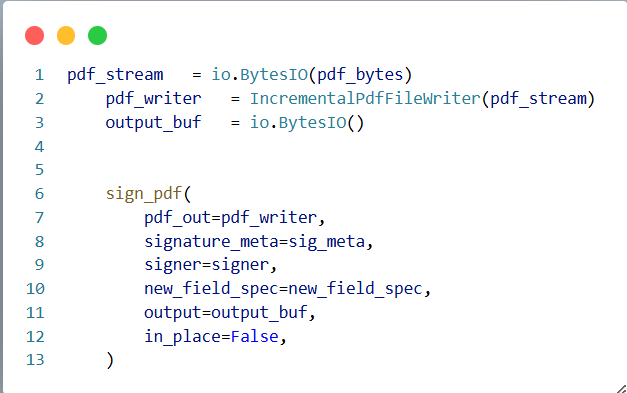 1 pdf_stream   = io.BytesIO(pdf_bytes)
2     pdf_writer   = IncrementalPdfFileWriter(pdf_stream)
3     output_buf   = io.BytesIO()
4
5
6     sign_pdf(
7         pdf_out=pdf_writer,
8         signature_meta=sig_meta,
9         signer=signer,
10         new_field_spec=new_field_spec,
11         output=output_buf,
12         in_place=False,
13     )